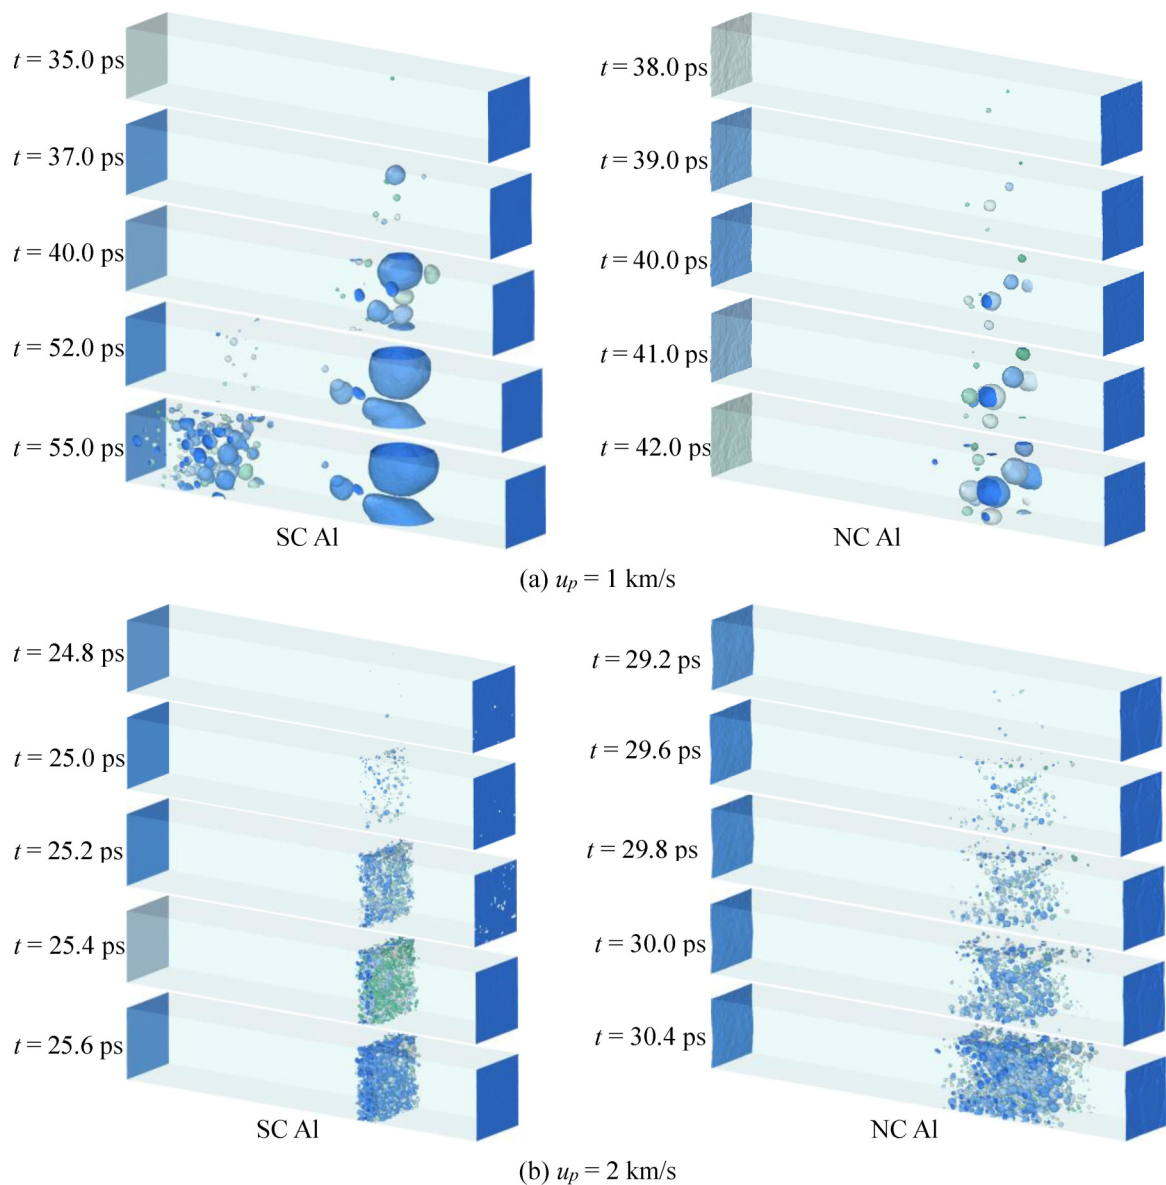 t = 35.0 ps
t = 37.0 ps
t = 40.0 ps
t = 52.0 ps
t = 55.0 ps
SC Al
t = 38.0 ps
t = 39.0 ps
t = 40.0 ps
t = 41.0 ps
t = 42.0 ps
NC Al
(a) up = 1 km/s
t = 24.8 ps
t = 25.0 ps
t = 25.2 ps
t = 25.4 ps
t = 25.6 ps
SC Al
t = 29.2 ps
t = 29.6 ps
t = 29.8 ps
t = 30.0 ps
t = 30.4 ps
NC Al
(b) up = 2 km/s